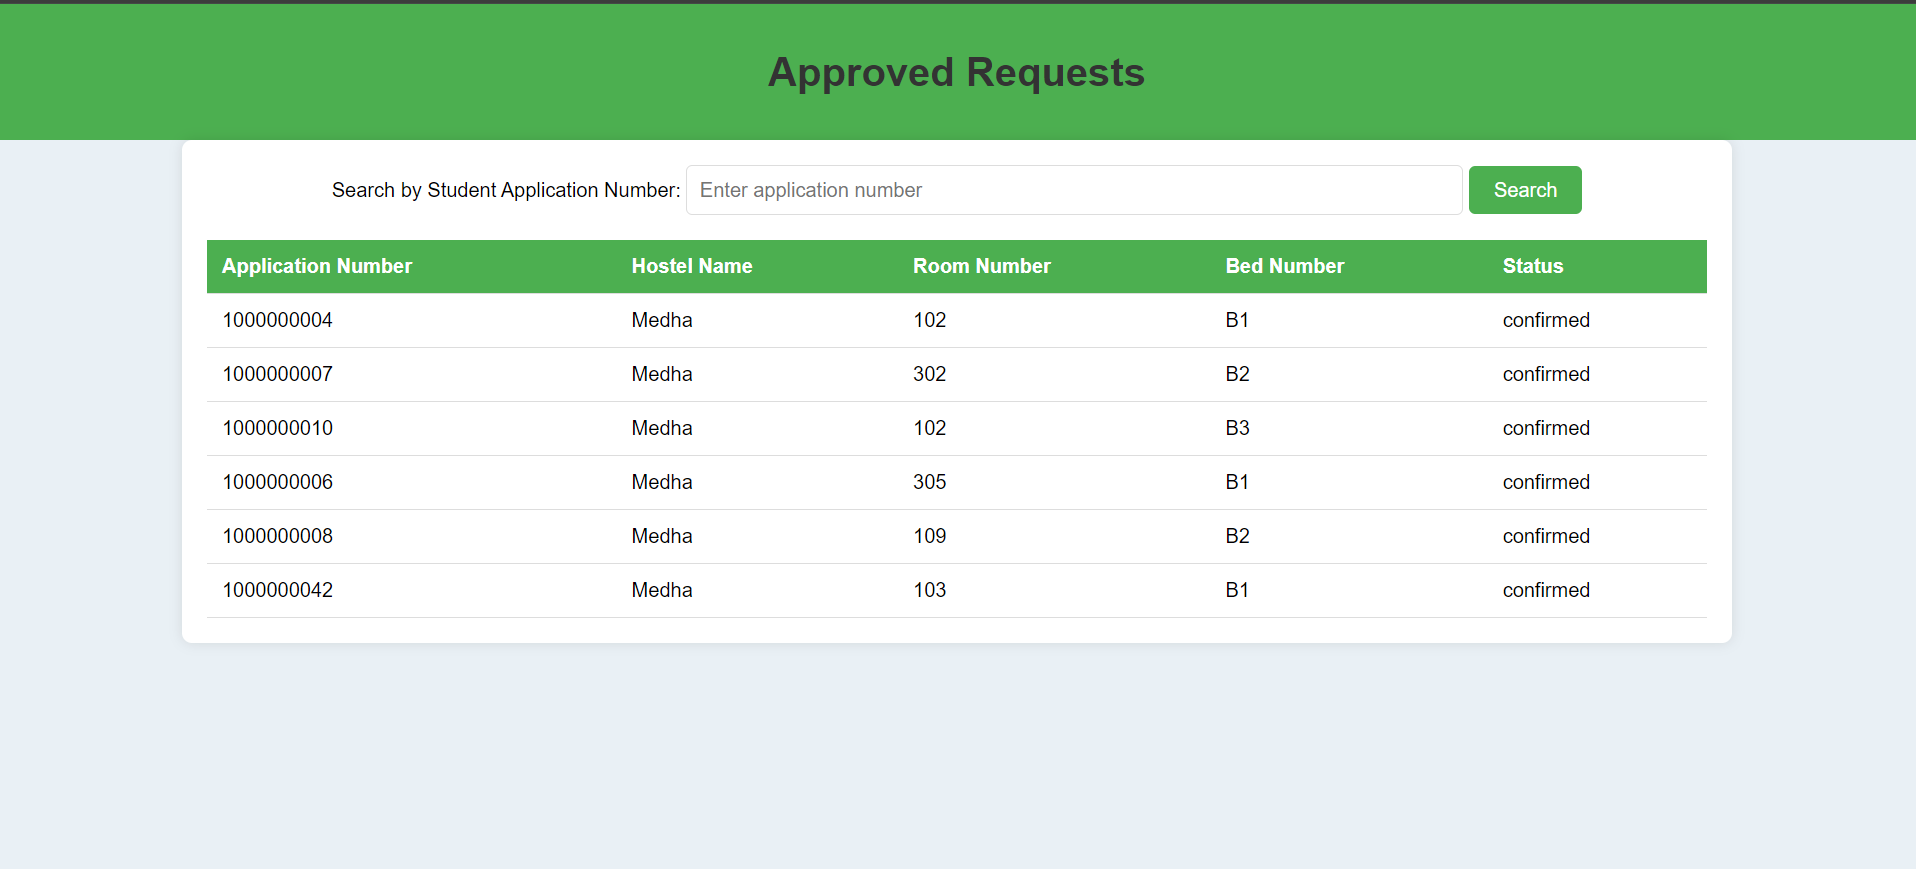 Approved Requests
Search by Student Application Number: Enter application number Search
Application Number Hostel Name Room Number Bed Number Status
1000000004 Medha 102 B1 confirmed
1000000007 Medha 302 B2 confirmed
1000000010 Medha 102 B3 confirmed
1000000006 Medha 305 B1 confirmed
1000000008 Medha 109 B2 confirmed
1000000042 Medha 103 B1 confirmed